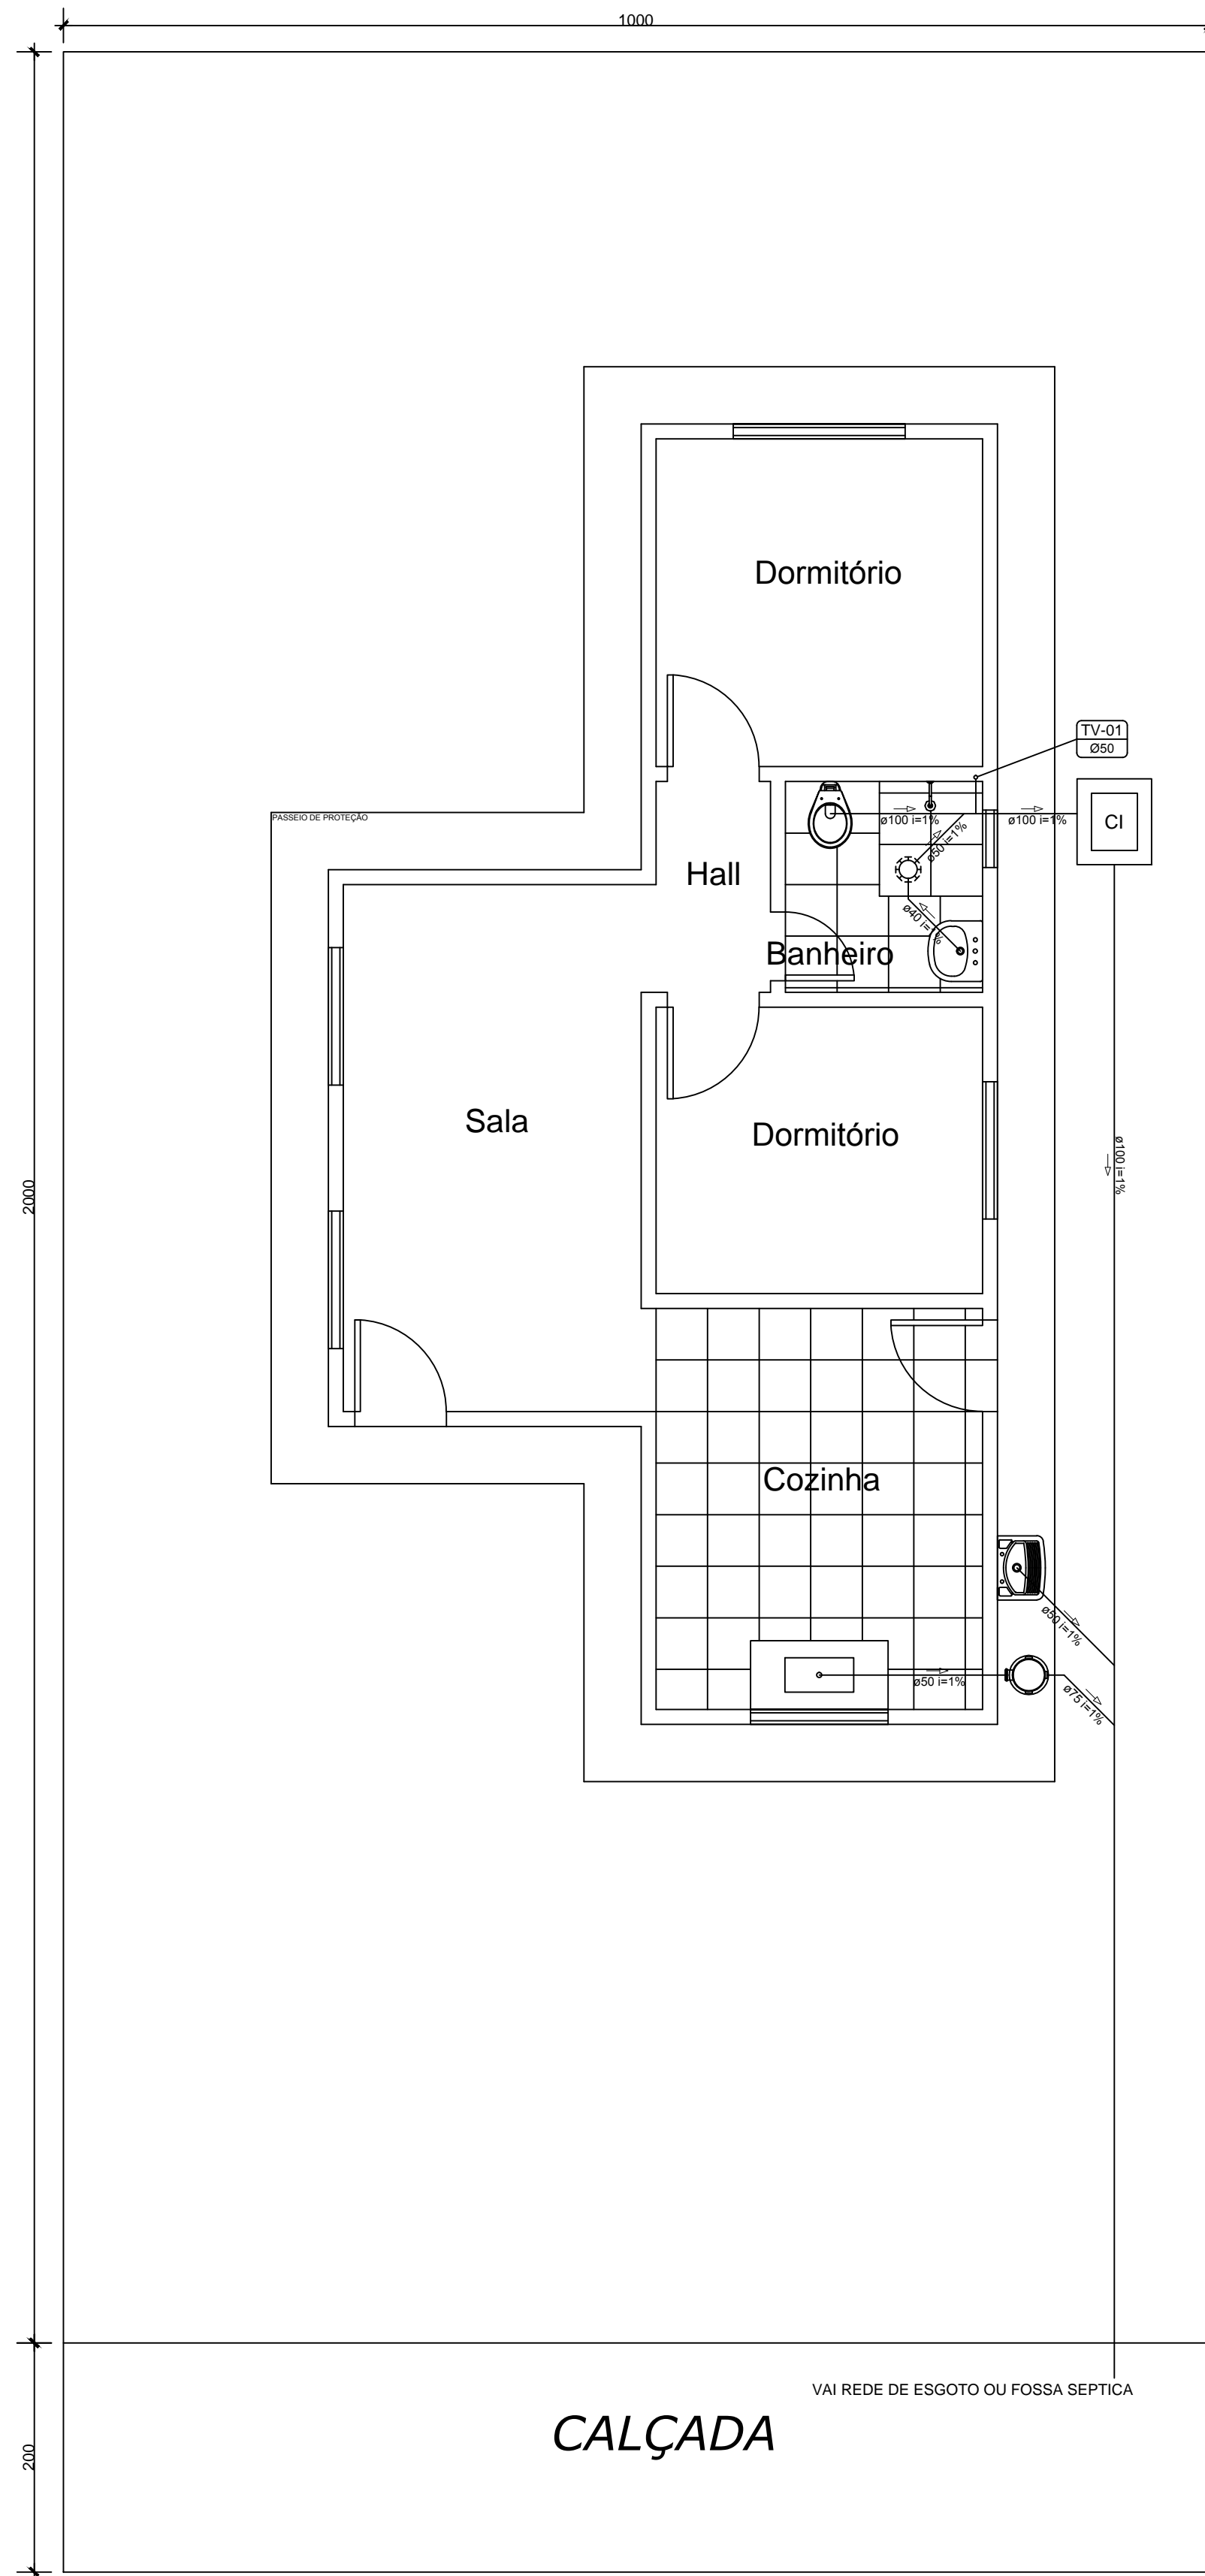 1000
Dormitório
TV-01
Ø50
PASSEIO DE PROTEÇÃO
ø100 i=1%
ø100 i=1%
CI
ø50 i=1%
Hall
ø40 i=1%
Banheiro
Sala
Dormitório
ø100 i=1%
2000
Cozinha
ø50 i=1%
ø50 i=1%
ø75 i=1%
VAI REDE DE ESGOTO OU FOSSA SEPTICA
CALÇADA
200